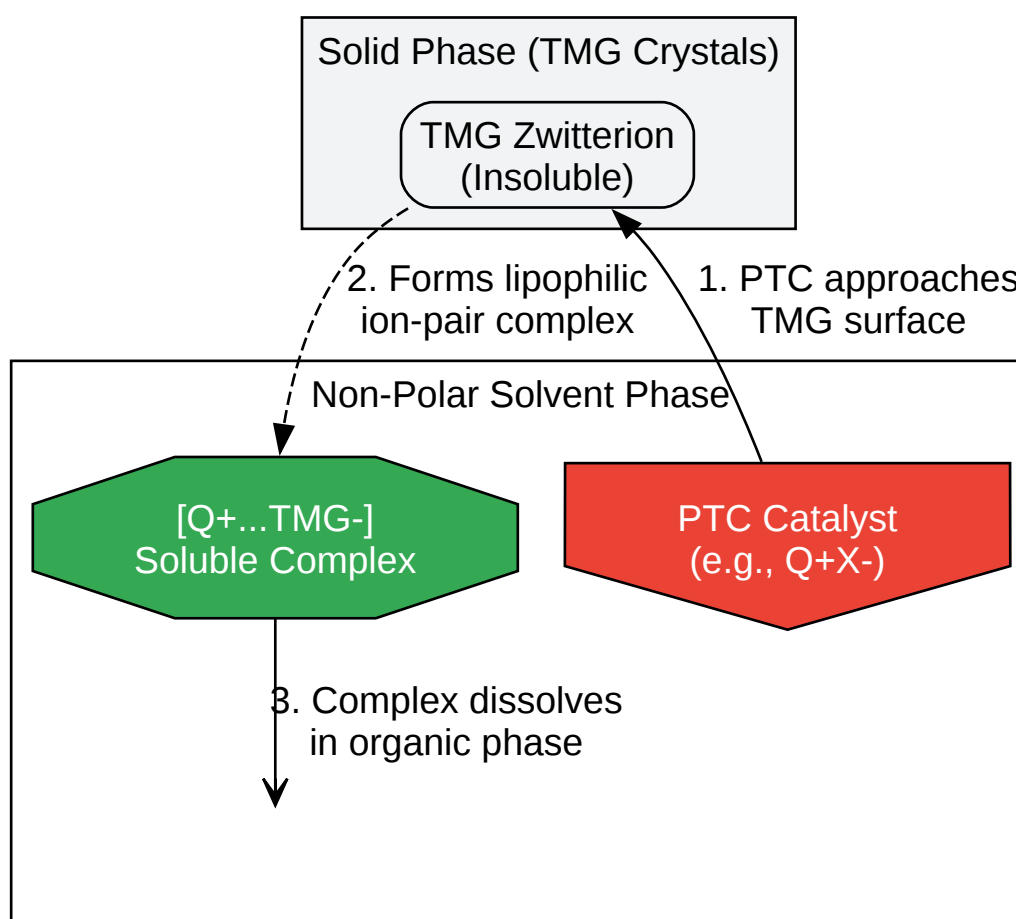 Solid Phase (TMG Crystals)
TMG Zwitterion
(Insoluble)
2. Forms lipophilic
ion-pair complex
1. PTC approaches
TMG surface
Non-Polar Solvent Phase
[Q+...TMG-]
Soluble Complex
PTC Catalyst
(e.g., Q+X-)
3. Complex dissolves
in organic phase